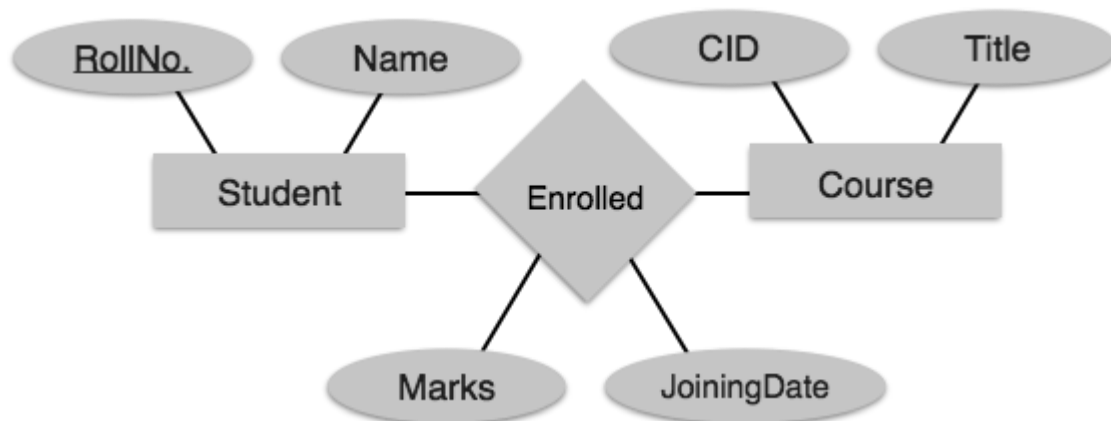 RollNo.
Name
CID
Title
Student
Enrolled
Course
Marks
JoiningDate